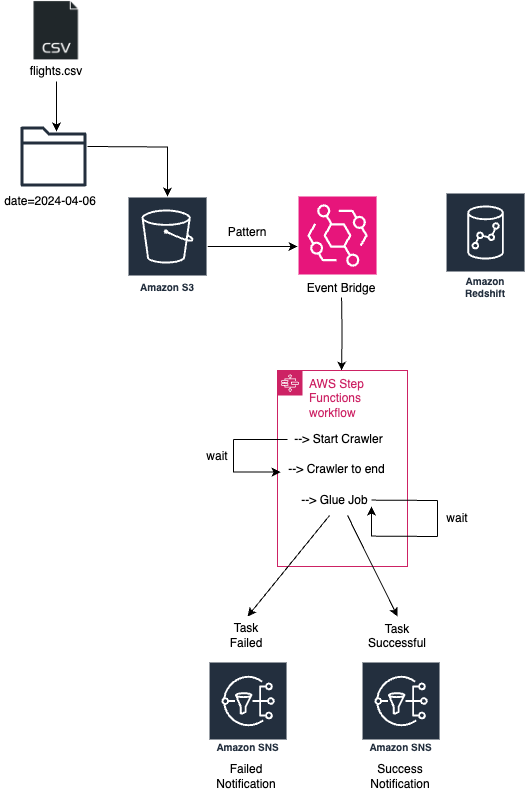 CSV
flights.csv
date=2024-04-06
Pattern
Amazon S3
Event Bridge
Amazon
Redshift
AWS Step
Functions
workflow
--> Start Crawler
wait
--> Crawler to end
--> Glue Job
wait
Task
Failed
Task
Successful
Amazon SNS
Amazon SNS
Failed
Notification
Success
Notification